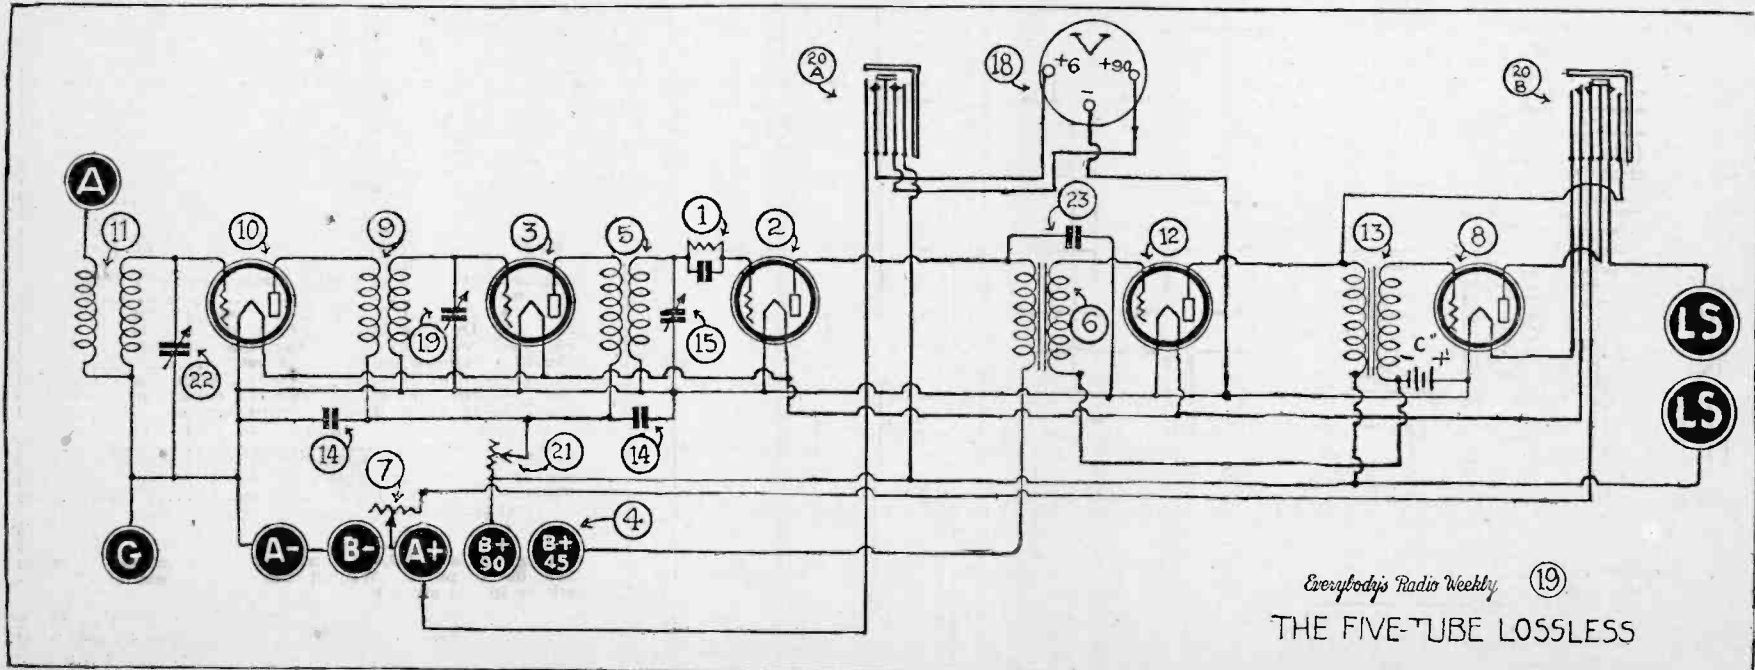 20 A
18
+6
V
+90
-
20 B
A
11
10
9
3
5
1
2
23
12
13
8
6
22
19
15
- "C" +
LS
LS
14
14
21
7
4
G
A-
B-
A+
B+ 90
B+ 45
Everybody's Radio Weekly 19
THE FIVE-TUBE LOSSLESS